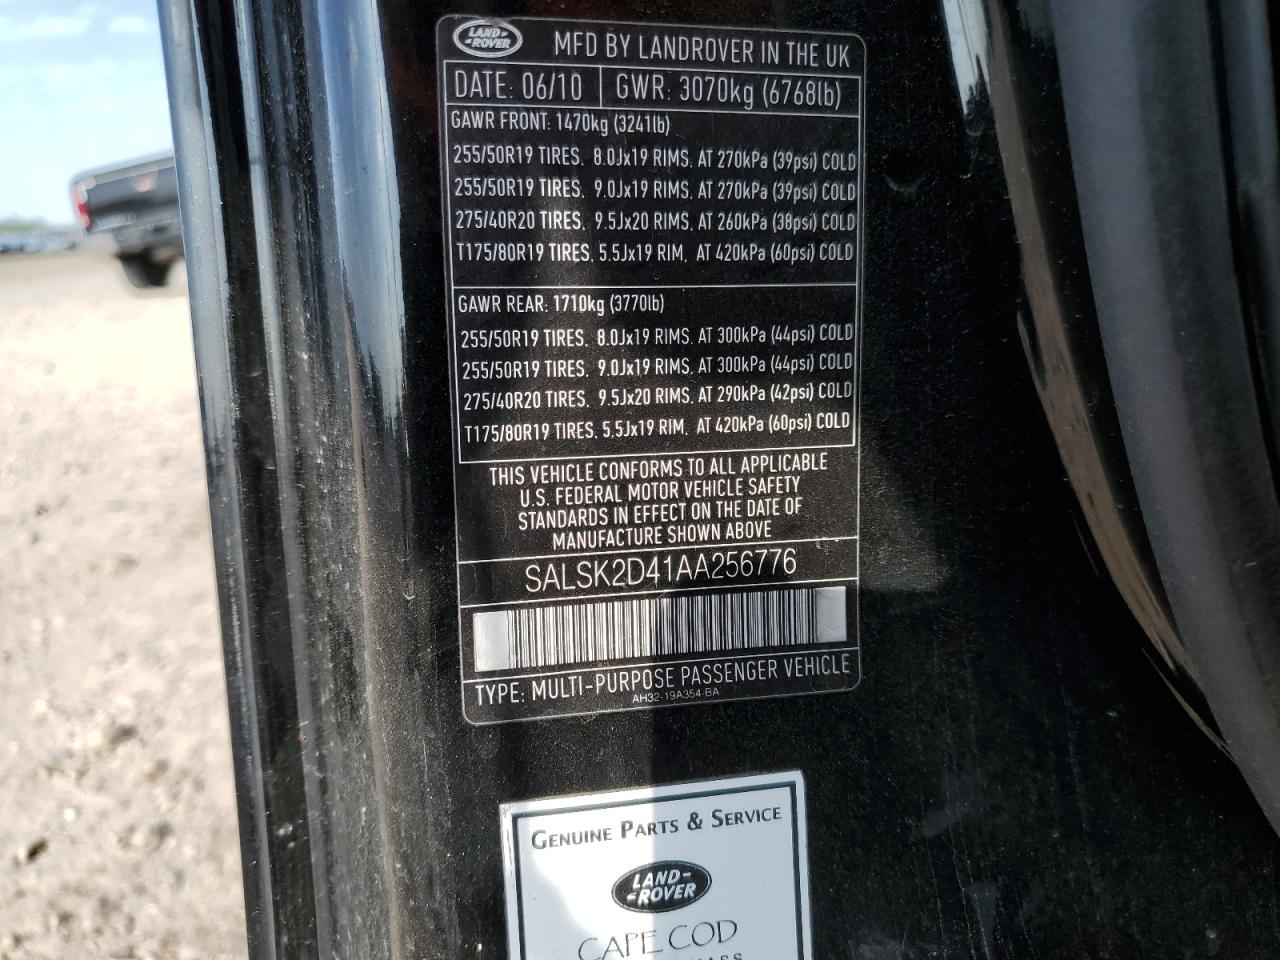 LAND-
-ROVER
MFD BY LANDROVER IN THE UK
DATE: 06/10 GWR: 3070kg (6768lb)
GAWR FRONT: 1470kg (3241lb)
255/50R19 TIRES, 8.0Jx19 RIMS, AT 270kPa (39psi) COLD
255/50R19 TIRES, 9.0Jx19 RIMS, AT 270kPa (39psi) COLD
275/40R20 TIRES, 9.5Jx20 RIMS, AT 260kPa (38psi) COLD
T175/80R19 TIRES, 5.5Jx19 RIM, AT 420kPa (60psi) COLD
GAWR REAR: 1710kg (3770lb)
255/50R19 TIRES, 8.0Jx19 RIMS, AT 300kPa (44psi) COLD
255/50R19 TIRES, 9.0Jx19 RIMS, AT 300kPa (44psi) COLD
275/40R20 TIRES, 9.5Jx20 RIMS, AT 290kPa (42psi) COLD
T175/80R19 TIRES, 5.5Jx19 RIM, AT 420kPa (60psi) COLD
THIS VEHICLE CONFORMS TO ALL APPLICABLE
U.S. FEDERAL MOTOR VEHICLE SAFETY
STANDARDS IN EFFECT ON THE DATE OF
MANUFACTURE SHOWN ABOVE
SALSK2D41AA256776
TYPE: MULTI-PURPOSE PASSENGER VEHICLE
AH32-19A354-BA
GENUINE PARTS & SERVICE
LAND-
-ROVER
CAPE COD